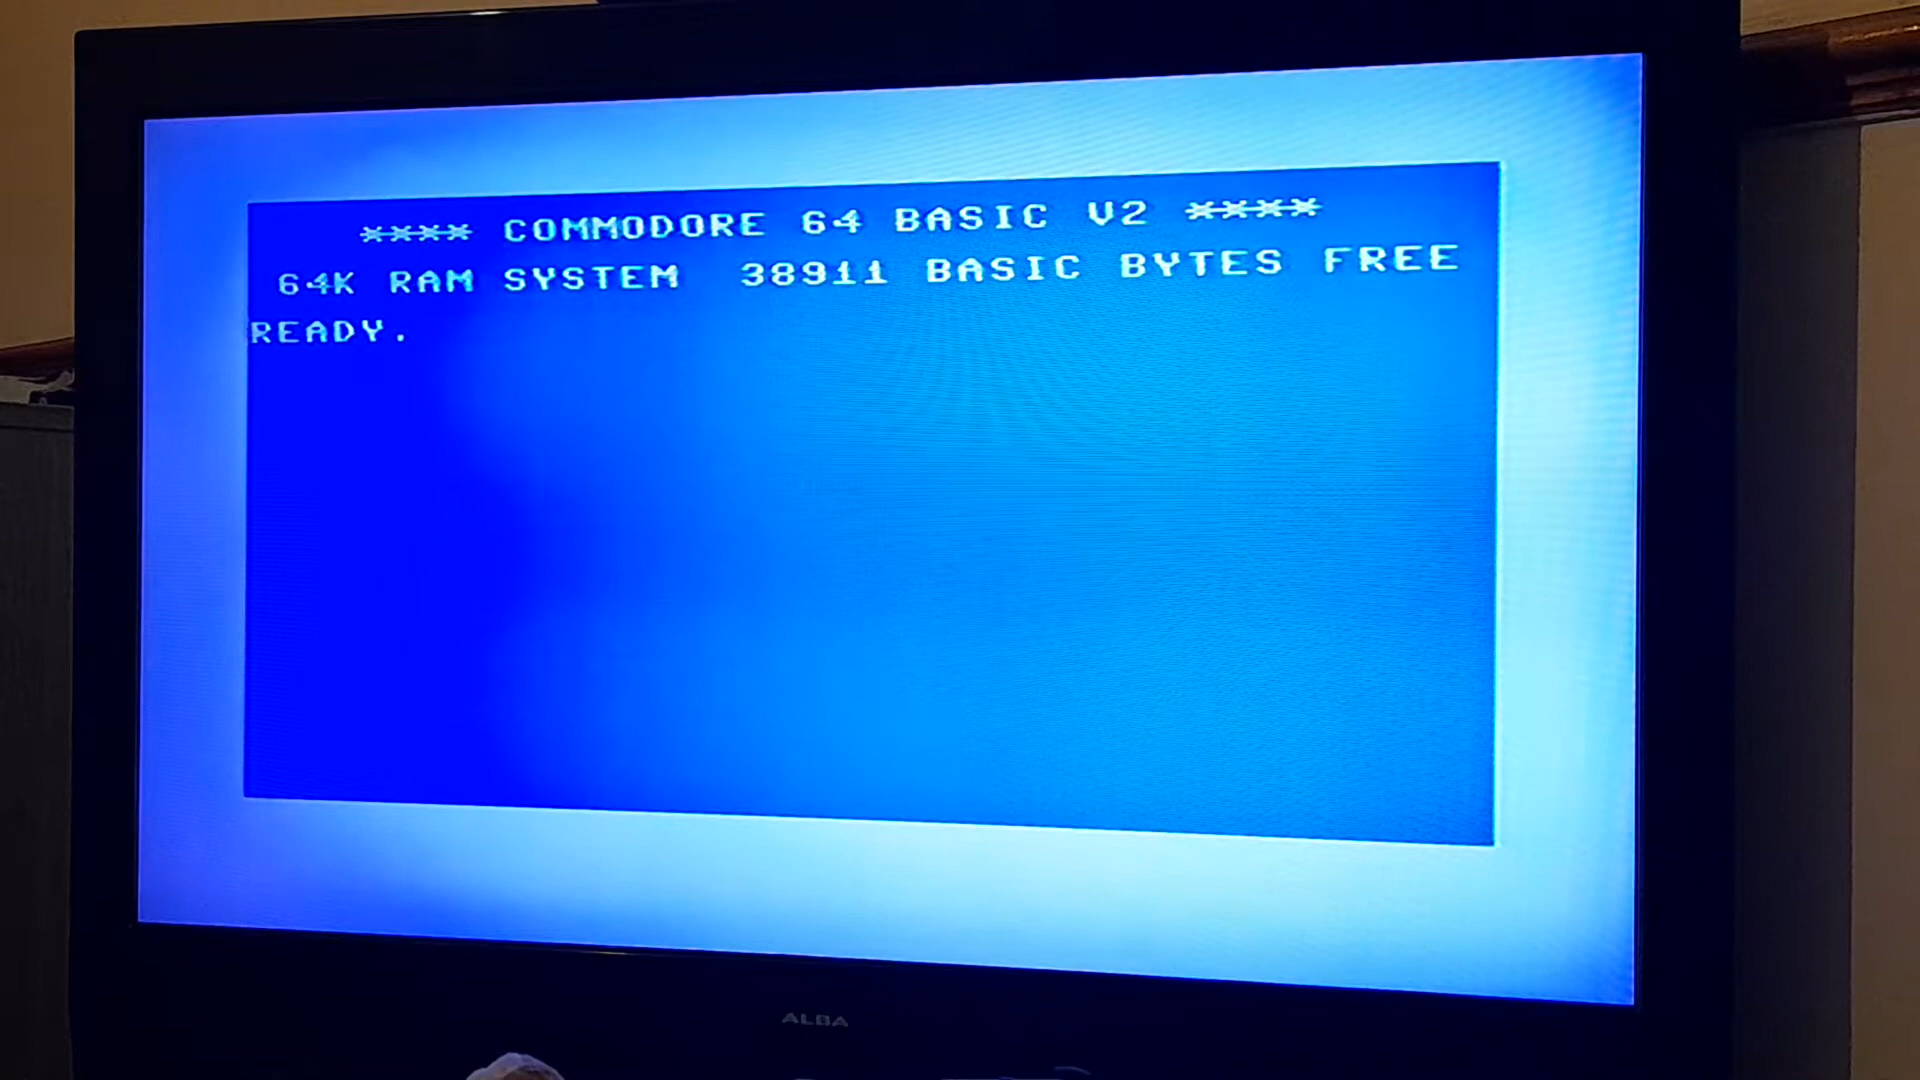 **** COMMODORE 64 BASIC V2 ****
64K RAM SYSTEM  38911 BASIC BYTES FREE
READY.
ALBA